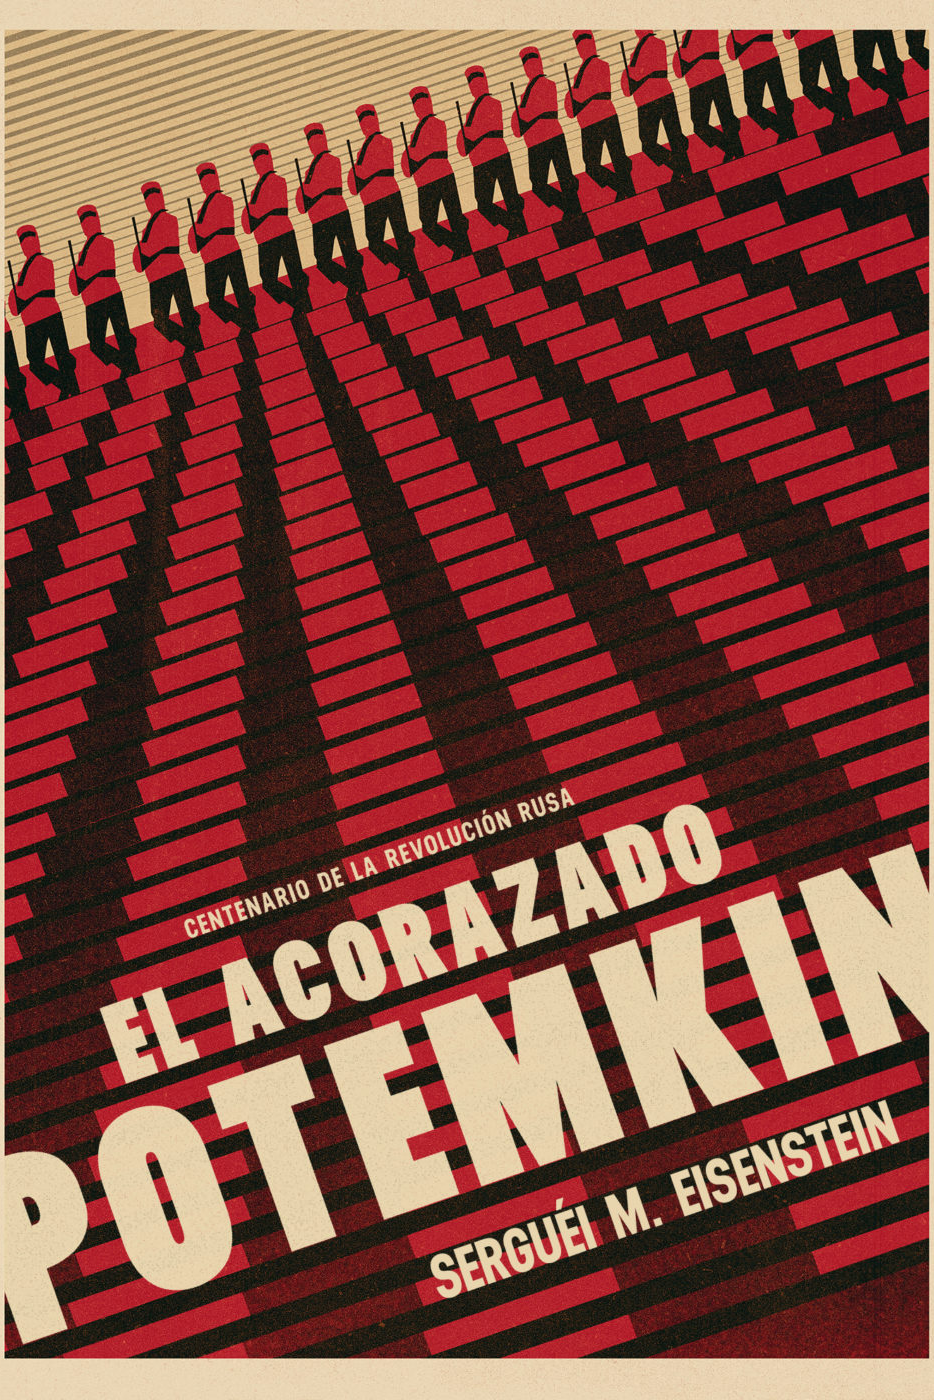 CENTENARIO DE LA REVOLUCIÓN RUSA
EL ACORAZADO
POTEMKIN
SERGUÉI M. EISENSTEIN